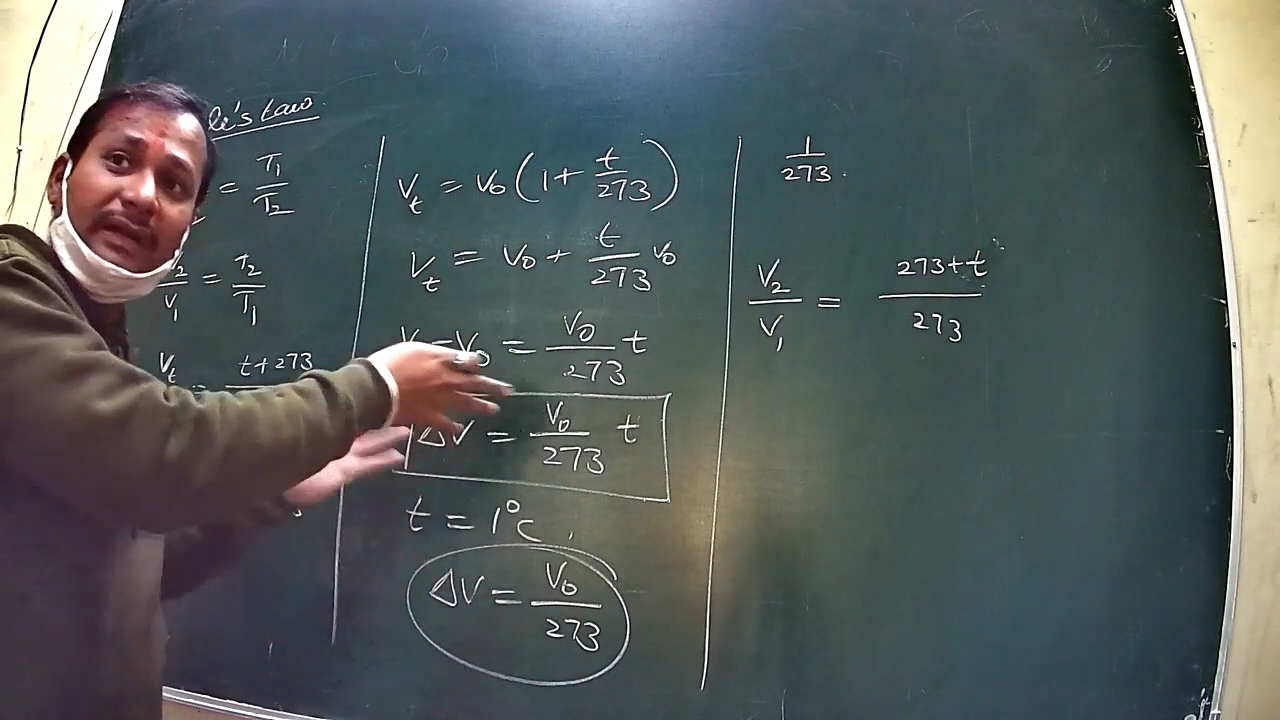 le's Law
= T₁/T₂
₂/V₁ = T₂/T₁
Vₜ = t+273
Vₜ = V₀(1 + t/273)
Vₜ = V₀ + t/273 V₀
V₀ = V₀/273 t
ΔV = V₀/273 t
t = 1°C
ΔV = V₀/273
1/273
V₂/V₁ = 273+t/273